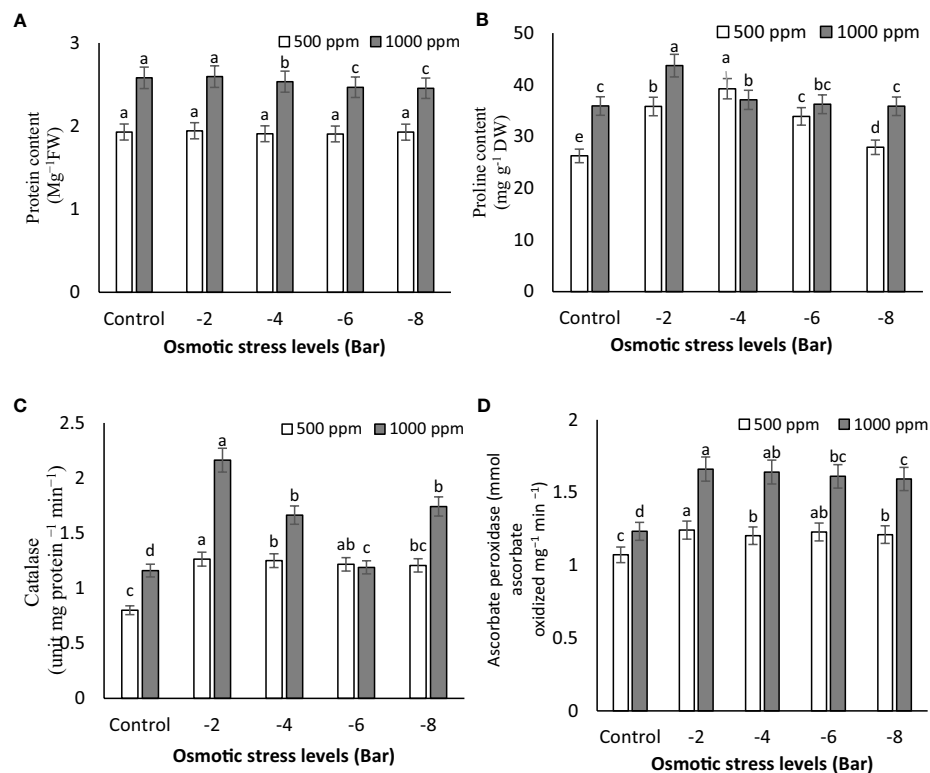 A
500 ppm 1000 ppm
3
2
1
0
Protein content
(Mg⁻¹FW)
a a b c c
a a a a a
Control -2 -4 -6 -8
Osmotic stress levels (Bar)
B
500 ppm 1000 ppm
50
40
30
20
10
0
Proline content
(mg g⁻¹ DW)
e c b a a b c bc d c
Control -2 -4 -6 -8
Osmotic stress levels (Bar)
C
500 ppm 1000 ppm
2.5
2
1.5
1
0.5
0
Catalase
(unit mg protein ⁻¹ min⁻¹)
c d a a b b ab c bc b
Control -2 -4 -6 -8
Osmotic stress levels (Bar)
D
500 ppm 1000 ppm
2
1.5
1
0.5
0
Ascorbate peroxidase (mmol
ascorbate
oxidized mg⁻¹ min ⁻¹)
c d a a b ab ab bc b c
Control -2 -4 -6 -8
Osmotic stress levels (Bar)